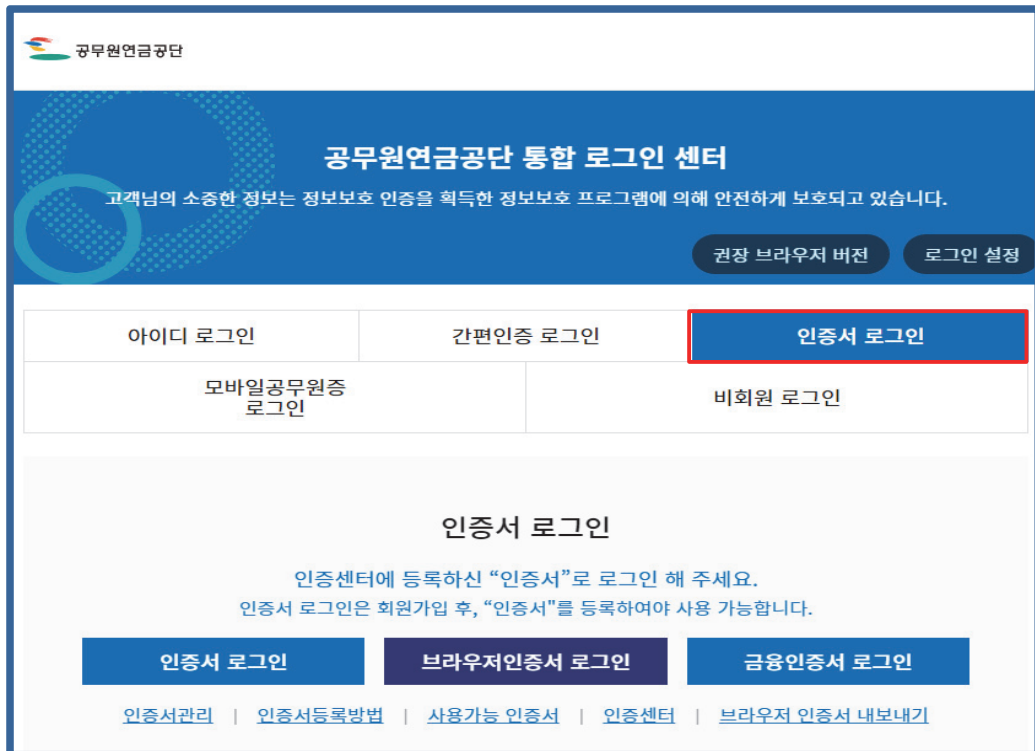 공무원연금공단
공무원연금공단 통합 로그인 센터
고객님의 소중한 정보는 정보보호 인증을 획득한 정보보호 프로그램에 의해 안전하게 보호되고 있습니다.
권장 브라우저 버전 로그인 설정
아이디 로그인 간편인증 로그인 인증서 로그인
모바일공무원증
로그인
비회원 로그인
인증서 로그인
인증센터에 등록하신 “인증서”로 로그인 해 주세요.
인증서 로그인은 회원가입 후, “인증서"를 등록하여야 사용 가능합니다.
인증서 로그인 브라우저인증서 로그인 금융인증서 로그인
인증서관리 | 인증서등록방법 | 사용가능 인증서 | 인증센터 | 브라우저 인증서 내보내기